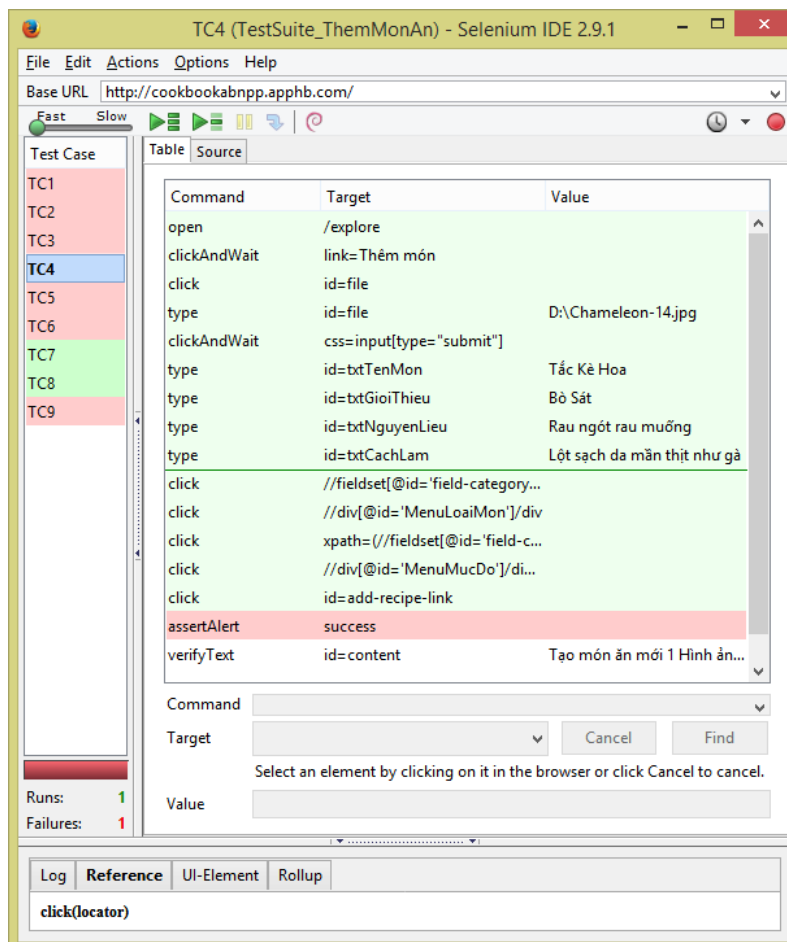 TC4 (TestSuite_ThemMonAn) - Selenium IDE 2.9.1
File Edit Actions Options Help
Base URL http://cookbookabnpp.apphb.com/
Fast Slow
Test Case
TC1
TC2
TC3
TC4
TC5
TC6
TC7
TC8
TC9
Runs: 1
Failures: 1
Table Source
Command Target Value
open /explore
clickAndWait link=Thêm món
click id=file
type id=file D:\Chameleon-14.jpg
clickAndWait css=input[type="submit"]
type id=txtTenMon Tắc Kè Hoa
type id=txtGioiThieu Bò Sát
type id=txtNguyenLieu Rau ngót rau muống
type id=txtCachLam Lột sạch da mần thịt như gà
click //fieldset[@id='field-category...
click //div[@id='MenuLoaiMon']/div
click xpath=(//fieldset[@id='field-c...
click //div[@id='MenuMucDo']/di...
click id=add-recipe-link
assertAlert success
verifyText id=content Tạo món ăn mới 1 Hình ản...
Command
Target Cancel Find
Select an element by clicking on it in the browser or click Cancel to cancel.
Value
Log Reference UI-Element Rollup
click(locator)